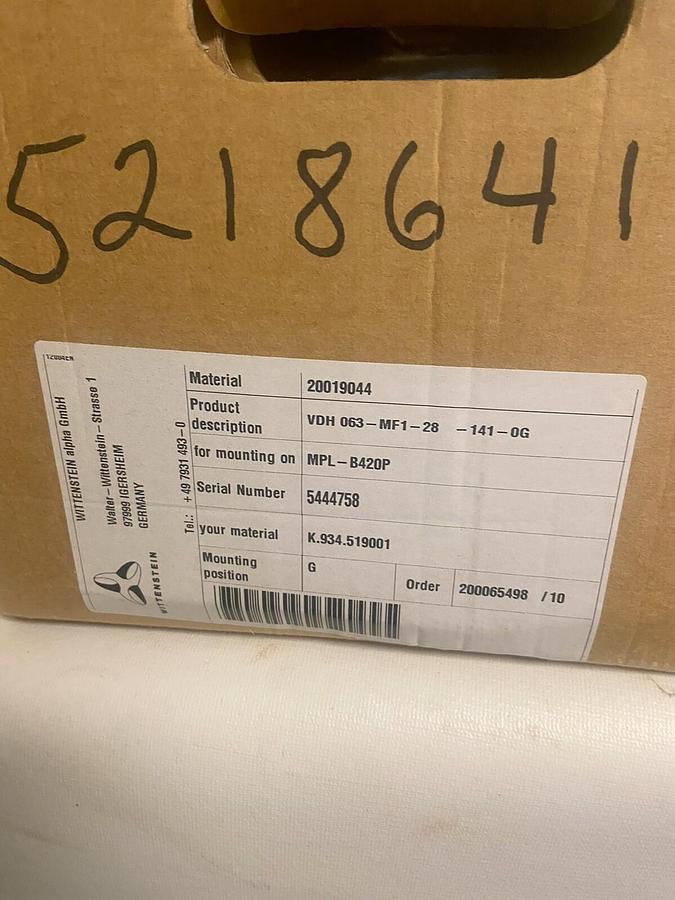 5218641
12004EN
WITTENSTEIN alpha GmbH
Walter-Wittenstein-Strasse 1
97999 IGERSHEIM
GERMANY
Tel.: +49 7931 493-0
WITTENSTEIN
Material 20019044
Product description VDH 063-MF1-28 -141-0G
for mounting on MPL-B420P
Serial Number 5444758
your material K.934.519001
Mounting position G Order 200065498 /10